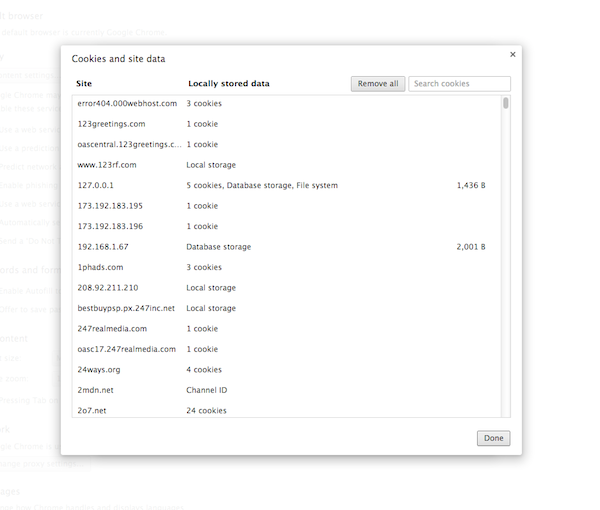 Cookies and site data
×
Site Locally stored data Remove all Search cookies
error404.000webhost.com 3 cookies
123greetings.com 1 cookie
oascentral.123greetings.c... 1 cookie
www.123rf.com Local storage
127.0.0.1 5 cookies, Database storage, File system 1,436 B
173.192.183.195 1 cookie
173.192.183.196 1 cookie
192.168.1.67 Database storage 2,001 B
1phads.com 3 cookies
208.92.211.210 Local storage
bestbuypsp.px.247inc.net Local storage
247realmedia.com 1 cookie
oasc17.247realmedia.com 1 cookie
24ways.org 4 cookies
2mdn.net Channel ID
2o7.net 24 cookies
Done